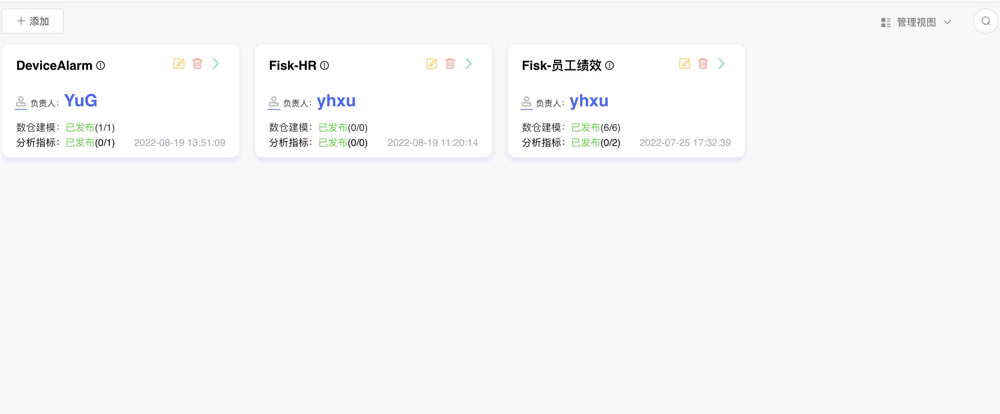 添加
管理视图
DeviceAlarm
负责人： YuG
数仓建模： 已发布(1/1)
分析指标： 已发布(0/1) 2022-08-19 13:51:09
Fisk-HR
负责人： yhxu
数仓建模： 已发布(0/0)
分析指标： 已发布(0/0) 2022-08-19 11:20:14
Fisk-员工绩效
负责人： yhxu
数仓建模： 已发布(6/6)
分析指标： 已发布(0/2) 2022-07-25 17:32:39